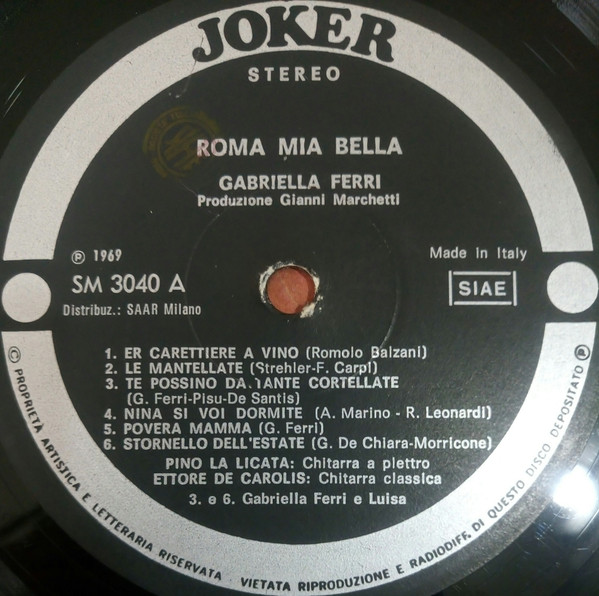 JOKER
STEREO
ROMA MIA BELLA
GABRIELLA FERRI
Produzione Gianni Marchetti
Ⓟ 1969
SM 3040 A
Distribuz.: SAAR Milano
Made in Italy
SIAE
1. ER CARETTIERE A VINO (Romolo Balzani)
2. LE MANTELLATE (Strehler-F. Carpi)
3. TE POSSINO DA TANTE CORTELLATE
(G. Ferri-Pisu-De Santis)
4. NINA SI VOI DORMITE (A. Marino - R. Leonardi)
5. POVERA MAMMA (G. Ferri)
6. STORNELLO DELL'ESTATE (G. De Chiara-Morricone)
PINO LA LICATA: Chitarra a plettro
ETTORE DE CAROLIS: Chitarra classica
3. e 6. Gabriella Ferri e Luisa
© PROPRIETÀ ARTISTICA E LETTERARIA RISERVATA - VIETATA RIPRODUZIONE E RADIODIFF. DI QUESTO DISCO DEPOSITATO Ⓟ